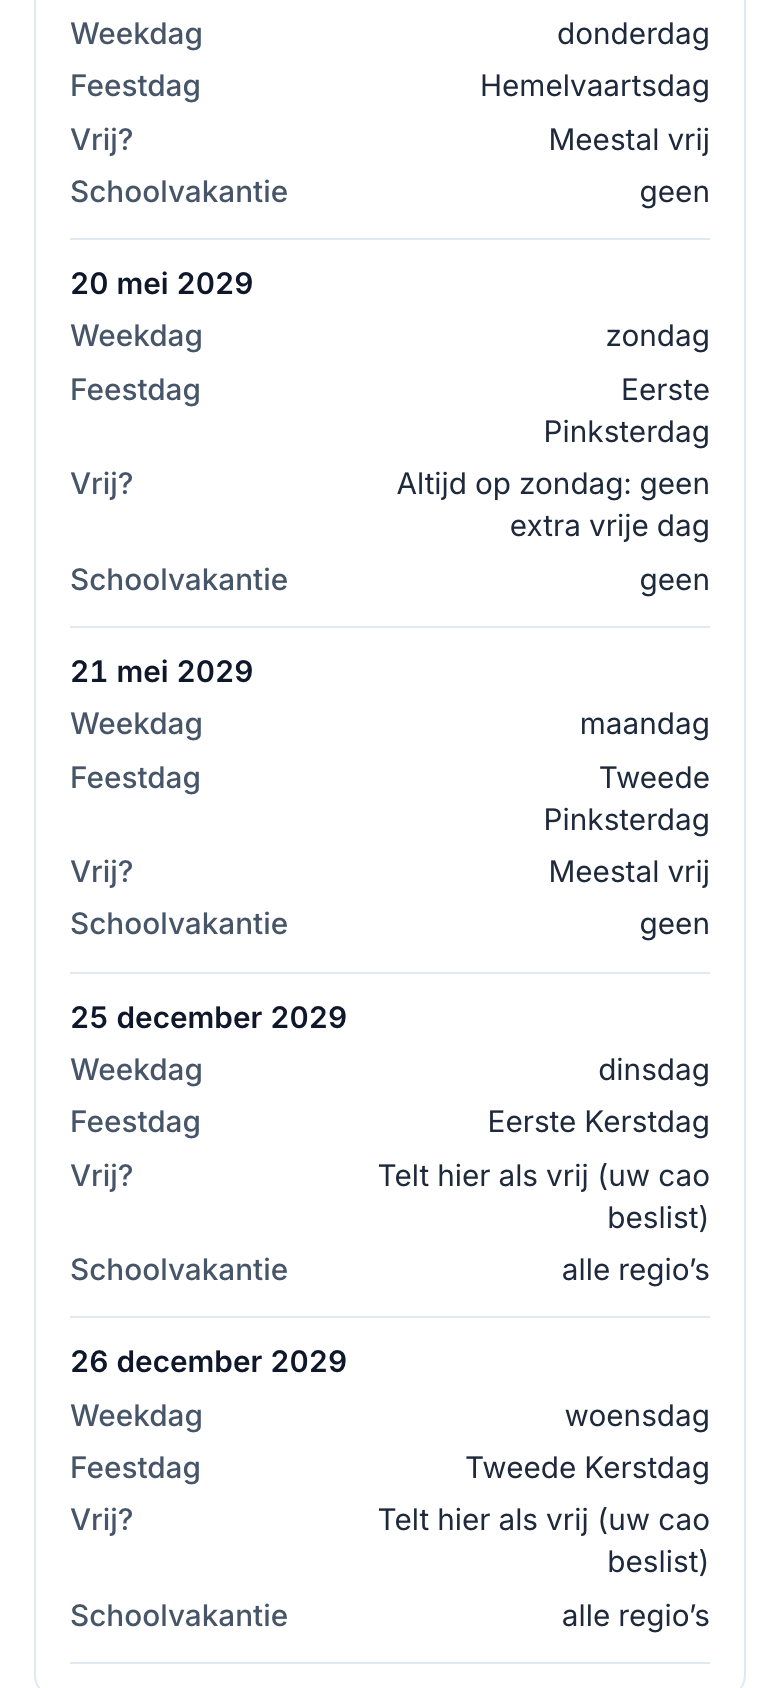 Weekdag donderdag
Feestdag Hemelvaartsdag
Vrij? Meestal vrij
Schoolvakantie geen
20 mei 2029
Weekdag zondag
Feestdag Eerste
Pinksterdag
Vrij? Altijd op zondag: geen
extra vrije dag
Schoolvakantie geen
21 mei 2029
Weekdag maandag
Feestdag Tweede
Pinksterdag
Vrij? Meestal vrij
Schoolvakantie geen
25 december 2029
Weekdag dinsdag
Feestdag Eerste Kerstdag
Vrij? Telt hier als vrij (uw cao
beslist)
Schoolvakantie alle regio’s
26 december 2029
Weekdag woensdag
Feestdag Tweede Kerstdag
Vrij? Telt hier als vrij (uw cao
beslist)
Schoolvakantie alle regio’s